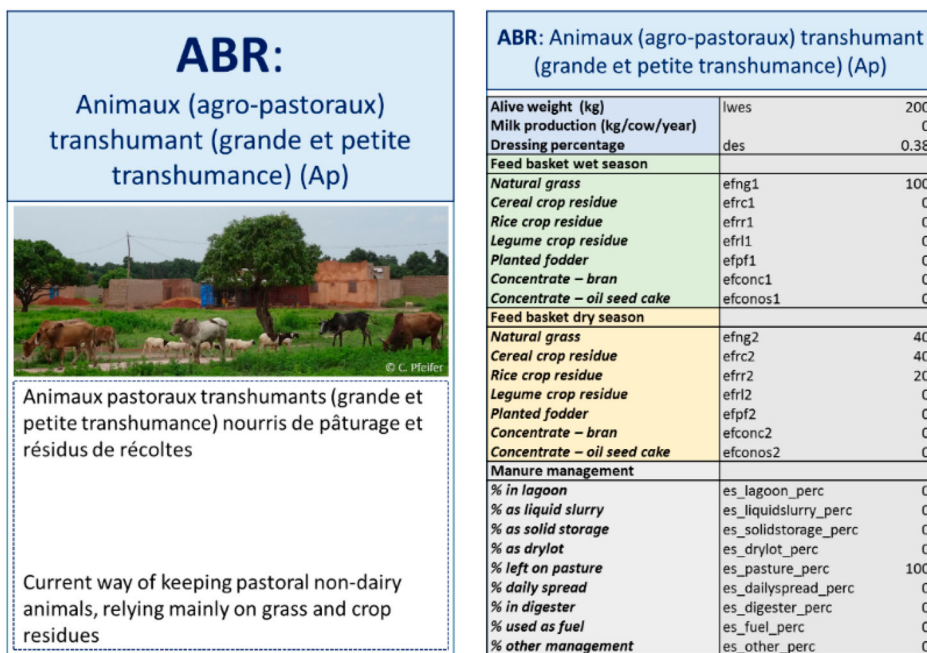 ABR:
Animaux (agro-pastoraux)
transhumant (grande et petite
transhumance) (Ap)
© C. Pfeifer
Animaux pastoraux transhumants (grande et
petite transhumance) nourris de pâturage et
résidus de récoltes
Current way of keeping pastoral non-dairy
animals, relying mainly on grass and crop
residues
ABR: Animaux (agro-pastoraux) transhumant
(grande et petite transhumance) (Ap)
Alive weight (kg) lwes 200
Milk production (kg/cow/year) 0
Dressing percentage des 0.38
Feed basket wet season
Natural grass efng1 100
Cereal crop residue efrc1 0
Rice crop residue efrr1 0
Legume crop residue efrl1 0
Planted fodder efpf1 0
Concentrate – bran efconc1 0
Concentrate – oil seed cake efconos1 0
Feed basket dry season
Natural grass efng2 40
Cereal crop residue efrc2 40
Rice crop residue efrr2 20
Legume crop residue efrl2 0
Planted fodder efpf2 0
Concentrate – bran efconc2 0
Concentrate – oil seed cake efconos2 0
Manure management
% in lagoon es_lagoon_perc 0
% as liquid slurry es_liquidslurry_perc 0
% as solid storage es_solidstorage_perc 0
% as drylot es_drylot_perc 0
% left on pasture es_pasture_perc 100
% daily spread es_dailyspread_perc 0
% in digester es_digester_perc 0
% used as fuel es_fuel_perc 0
% other management es_other_perc 0